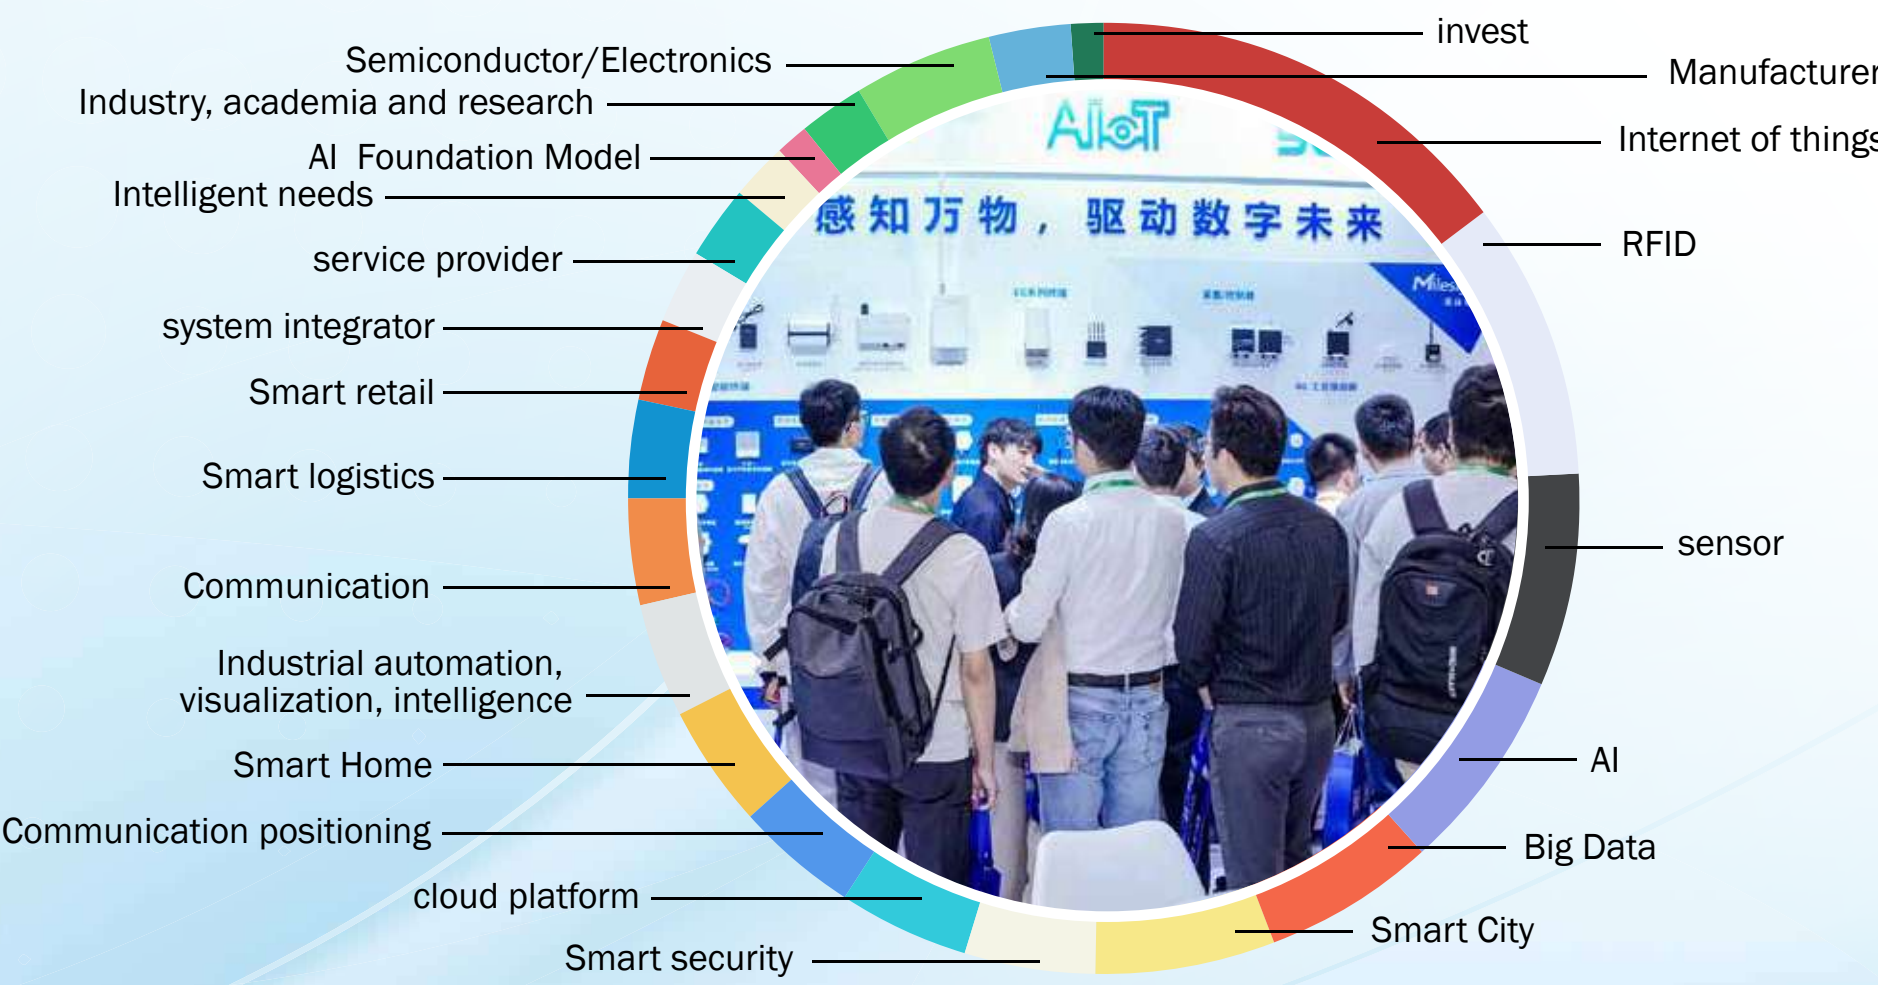 invest
Semiconductor/Electronics
Manufacturer
Industry, academia and research
Internet of things
AI  Foundation Model
Intelligent needs
RFID
service provider
system integrator
Smart retail
Smart logistics
sensor
Communication
Industrial automation,
visualization, intelligence
AI
Smart Home
Communication positioning
Big Data
cloud platform
Smart City
Smart security
AIoT
感知万物，驱动数字未来